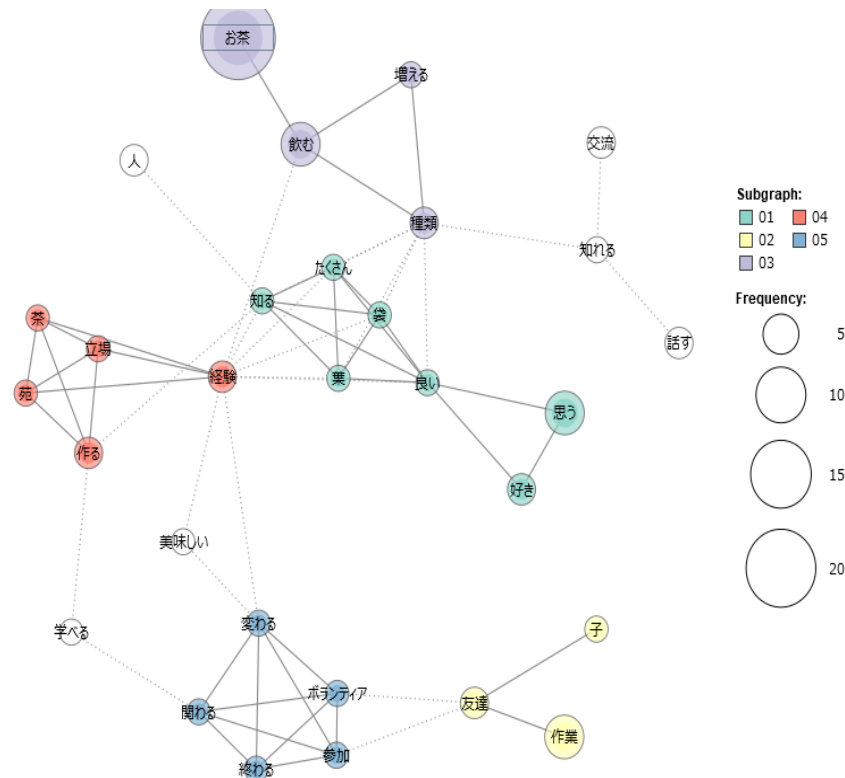 お茶
増える
飲む
人
交流
種類
知れる
たくさん
知る
袋
茶
立場
話す
経験
葉
良い
苑
思う
作る
好き
美味しい
学べる
変わる
子
ボランティア
友達
関わる
作業
参加
終わる
Subgraph:
01 04
02 05
03
Frequency:
5
10
15
20